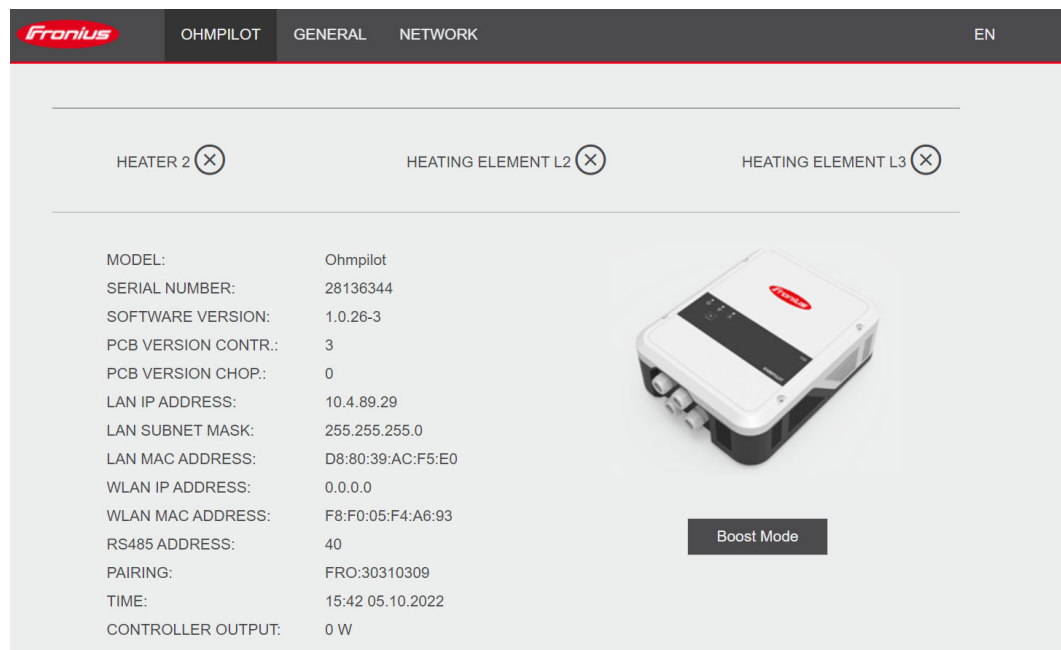 Fronius OHMPILOT GENERAL NETWORK EN
HEATER 2 HEATING ELEMENT L2 HEATING ELEMENT L3
MODEL: Ohmpilot
SERIAL NUMBER: 28136344
SOFTWARE VERSION: 1.0.26-3
PCB VERSION CONTR.: 3
PCB VERSION CHOP.: 0
LAN IP ADDRESS: 10.4.89.29
LAN SUBNET MASK: 255.255.255.0
LAN MAC ADDRESS: D8:80:39:AC:F5:E0
WLAN IP ADDRESS: 0.0.0.0
WLAN MAC ADDRESS: F8:F0:05:F4:A6:93
RS485 ADDRESS: 40
PAIRING: FRO:30310309
TIME: 15:42 05.10.2022
CONTROLLER OUTPUT: 0 W
Fronius
Boost Mode